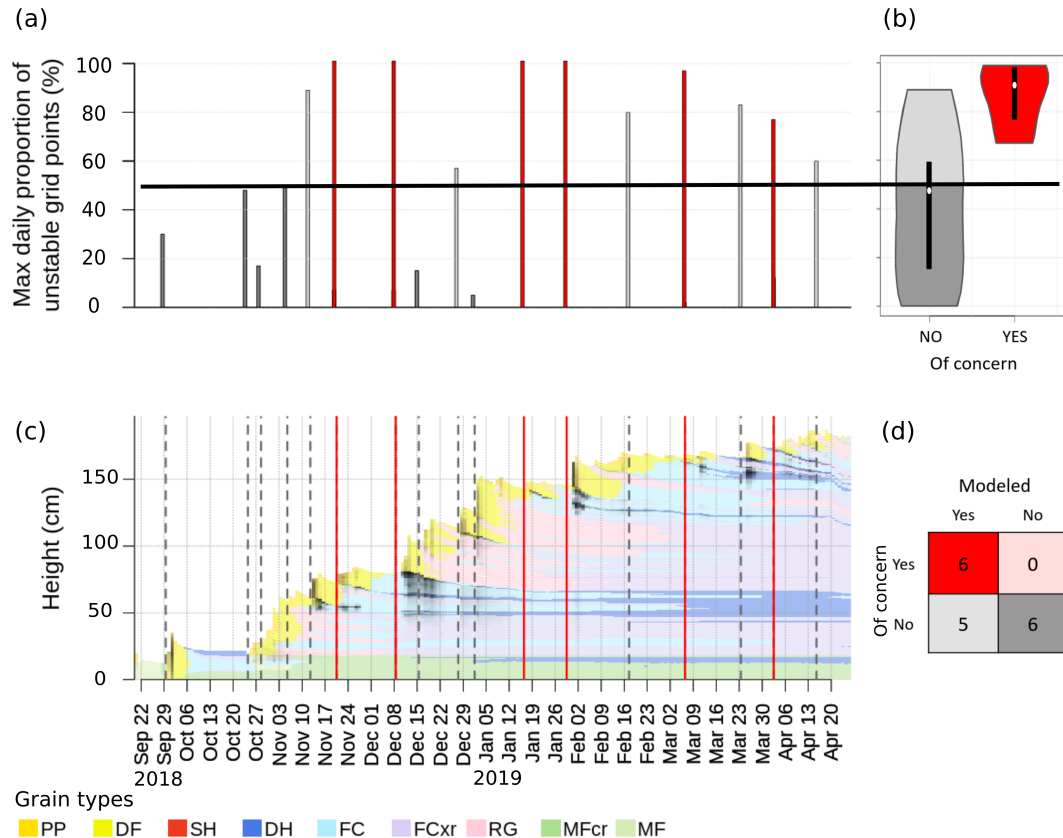 (a)
Max daily proportion of
unstable grid points (%)
100
80
60
40
20
0
(b)
NO YES
Of concern
(c)
Height (cm)
150
100
50
0
Sep 22
Sep 29
Oct 06
Oct 13
Oct 20
Oct 27
Nov 03
Nov 10
Nov 17
Nov 24
Dec 01
Dec 08
Dec 15
Dec 22
Dec 29
Jan 05
Jan 12
Jan 19
Jan 26
Feb 02
Feb 09
Feb 16
Feb 23
Mar 02
Mar 09
Mar 16
Mar 23
Mar 30
Apr 06
Apr 13
Apr 20
2018 2019
(d)
Modeled
Yes No
Of concern
Yes 6 0
No 5 6
Grain types
PP DF SH DH FC FCxr RG MFcr MF